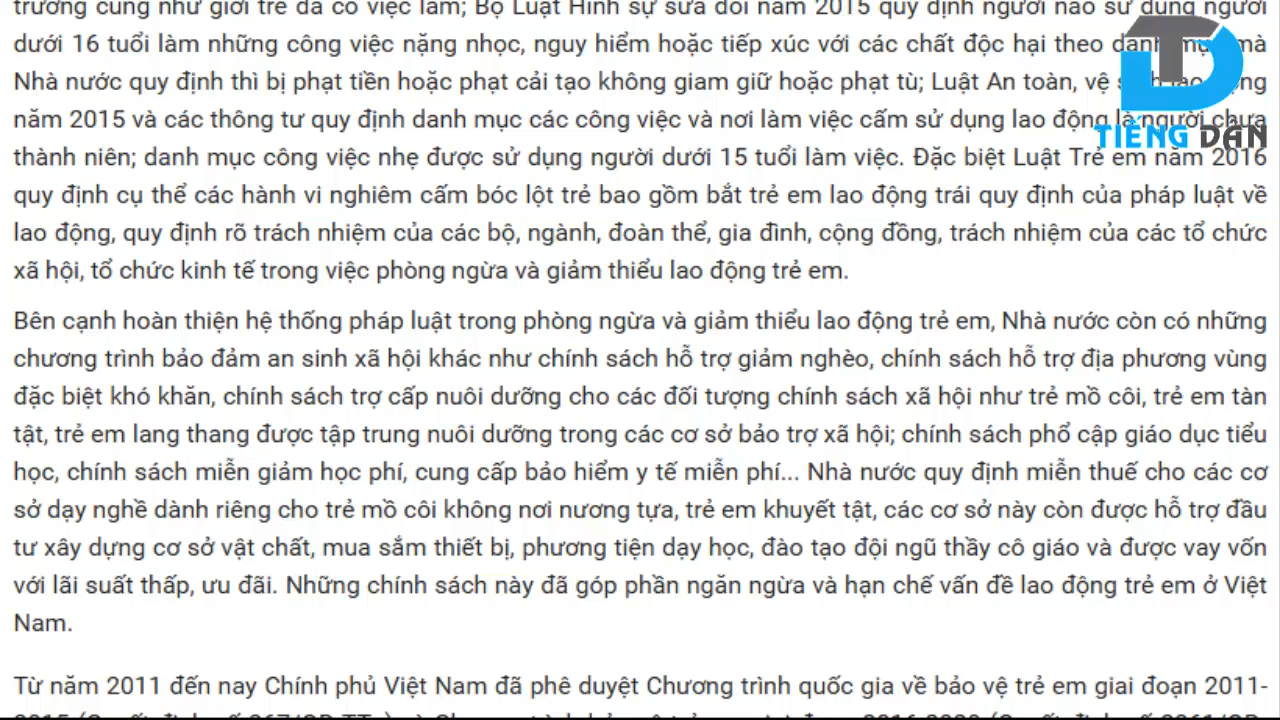 trường cũng như giới trẻ đã có việc làm; Bộ Luật Hình sự sửa đổi năm 2015 quy định người nào sử dụng người
dưới 16 tuổi làm những công việc nặng nhọc, nguy hiểm hoặc tiếp xúc với các chất độc hại theo danh mục mà
Nhà nước quy định thì bị phạt tiền hoặc phạt cải tạo không giam giữ hoặc phạt tù; Luật An toàn, vệ sinh lao động
năm 2015 và các thông tư quy định danh mục các công việc và nơi làm việc cấm sử dụng lao động là người chưa
TIẾNG DÂN
thành niên; danh mục công việc nhẹ được sử dụng người dưới 15 tuổi làm việc. Đặc biệt Luật Trẻ em năm 2016
quy định cụ thể các hành vi nghiêm cấm bóc lột trẻ bao gồm bắt trẻ em lao động trái quy định của pháp luật về
lao động, quy định rõ trách nhiệm của các bộ, ngành, đoàn thể, gia đình, cộng đồng, trách nhiệm của các tổ chức
xã hội, tổ chức kinh tế trong việc phòng ngừa và giảm thiểu lao động trẻ em.
Bên cạnh hoàn thiện hệ thống pháp luật trong phòng ngừa và giảm thiểu lao động trẻ em, Nhà nước còn có những
chương trình bảo đảm an sinh xã hội khác như chính sách hỗ trợ giảm nghèo, chính sách hỗ trợ địa phương vùng
đặc biệt khó khăn, chính sách trợ cấp nuôi dưỡng cho các đối tượng chính sách xã hội như trẻ mồ côi, trẻ em tàn
tật, trẻ em lang thang được tập trung nuôi dưỡng trong các cơ sở bảo trợ xã hội; chính sách phổ cập giáo dục tiểu
học, chính sách miễn giảm học phí, cung cấp bảo hiểm y tế miễn phí... Nhà nước quy định miễn thuế cho các cơ
sở dạy nghề dành riêng cho trẻ mồ côi không nơi nương tựa, trẻ em khuyết tật, các cơ sở này còn được hỗ trợ đầu
tư xây dựng cơ sở vật chất, mua sắm thiết bị, phương tiện dạy học, đào tạo đội ngũ thầy cô giáo và được vay vốn
với lãi suất thấp, ưu đãi. Những chính sách này đã góp phần ngăn ngừa và hạn chế vấn đề lao động trẻ em ở Việt
Nam.
Từ năm 2011 đến nay Chính phủ Việt Nam đã phê duyệt Chương trình quốc gia về bảo vệ trẻ em giai đoạn 2011-